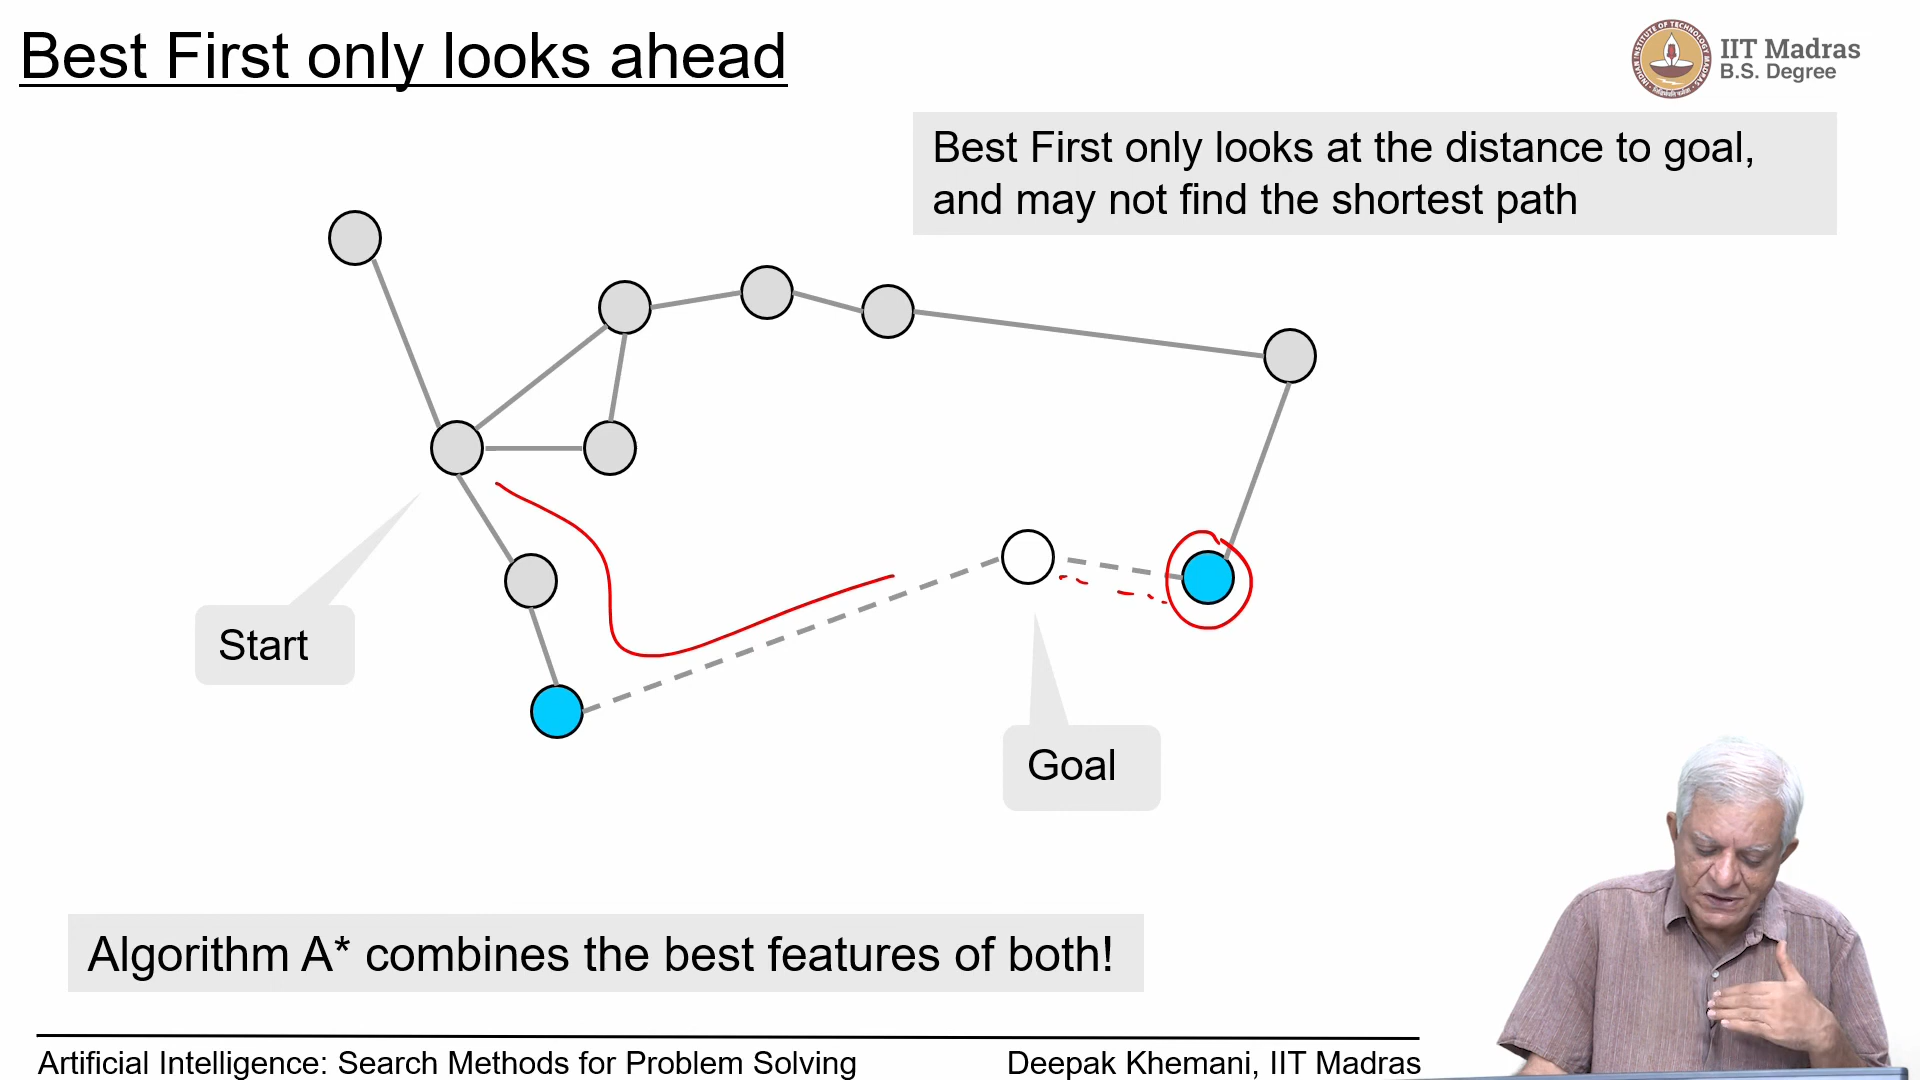 Best First only looks ahead
IIT Madras
B.S. Degree
Best First only looks at the distance to goal,
and may not find the shortest path
Start
Goal
Algorithm A* combines the best features of both!
Artificial Intelligence: Search Methods for Problem Solving
Deepak Khemani, IIT Madras